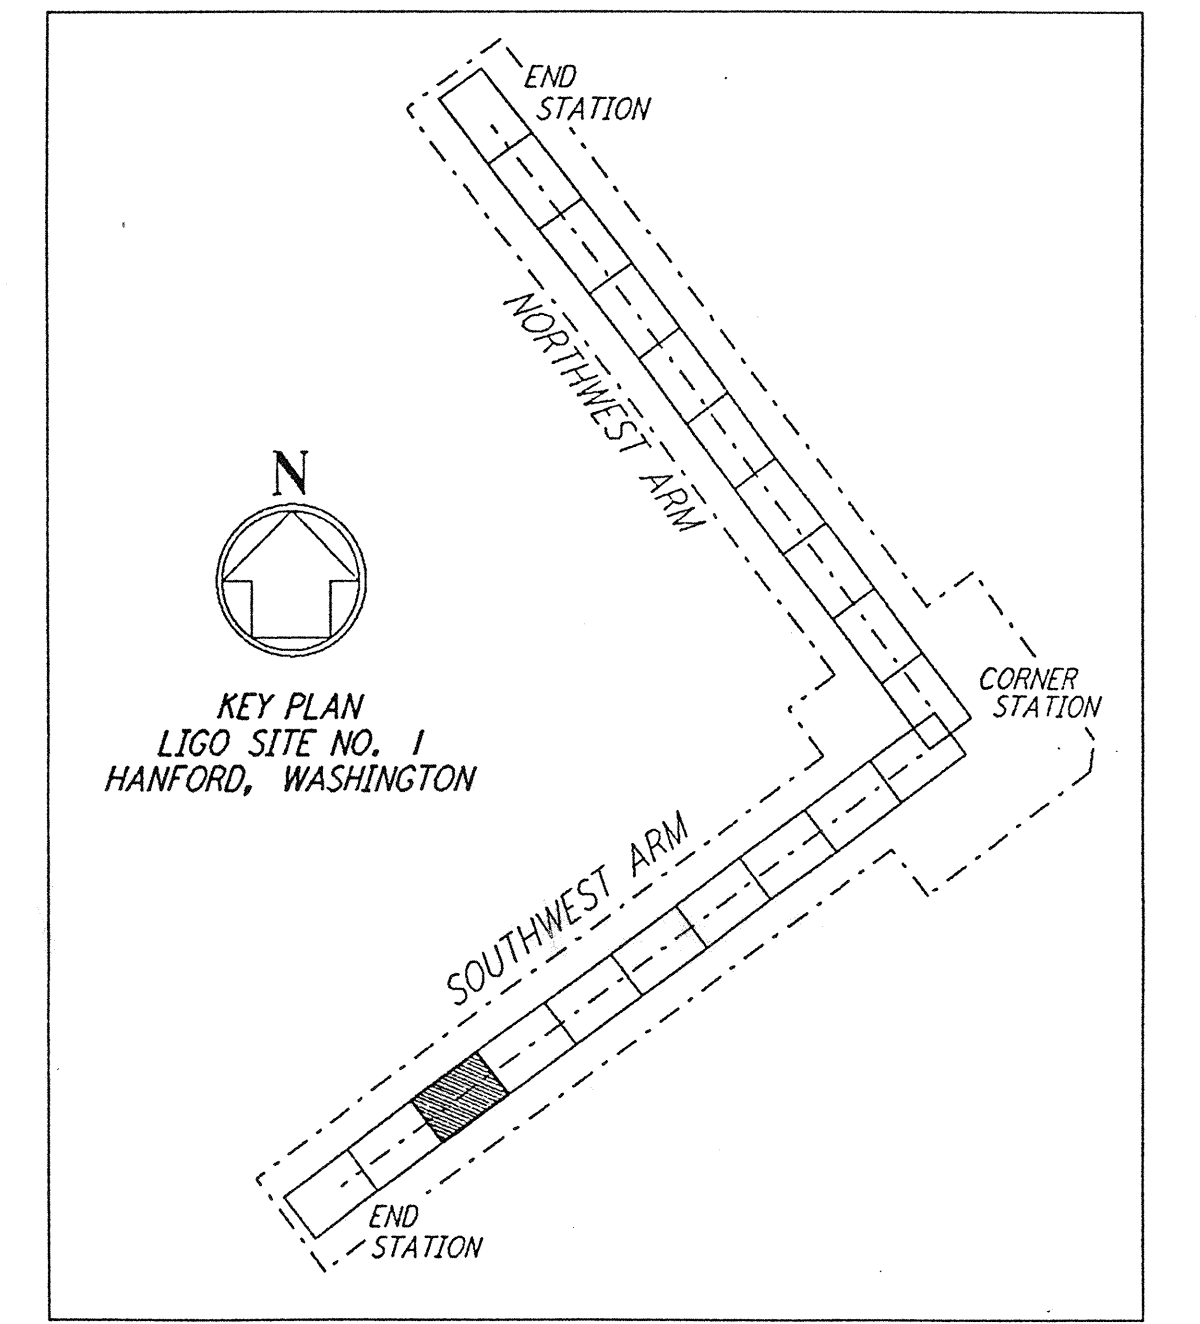 END
STATION
NORTHWEST ARM
N
CORNER
STATION
KEY PLAN
LIGO SITE NO. 1
HANFORD, WASHINGTON
SOUTHWEST ARM
END
STATION